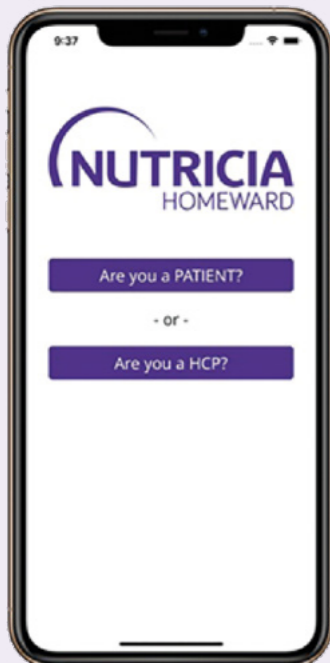 9:37
NUTRICIA
HOMEWARD
Are you a PATIENT?
- or -
Are you a HCP?